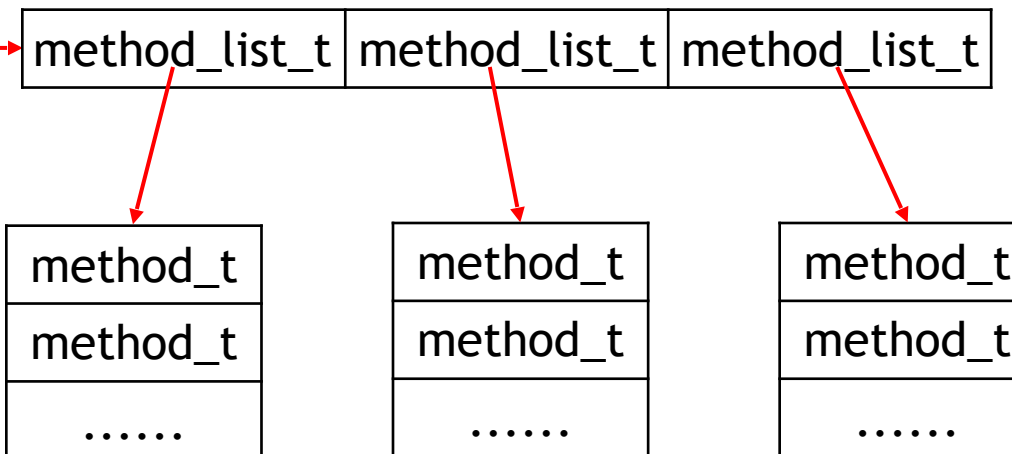 method_list_t method_list_t method_list_t
method_t method_t method_t
method_t method_t method_t
...... ...... ......